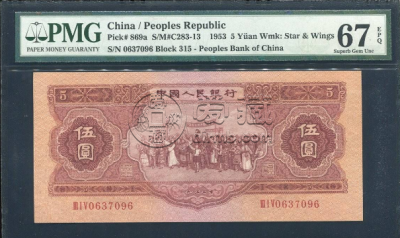 PMG
PAPER MONEY GUARANTY
China / Peoples Republic
Pick# 869a S/M#C283-13 1953 5 Yüan Wmk: Star & Wings
S/N 0637096 Block 315 - Peoples Bank of China
67 EPQ
Superb Gem Unc
5 中國人民銀行 5
伍圓 伍圓
ⅢⅠⅤ0637096 ⅢⅠⅤ0637096